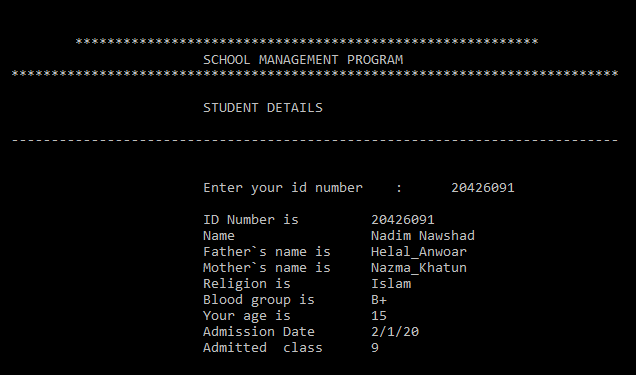 **********************************************************
SCHOOL MANAGEMENT PROGRAM
****************************************************************************
STUDENT DETAILS
----------------------------------------------------------------------------
Enter your id number    :      20426091
ID Number is         20426091
Name                 Nadim Nawshad
Father`s name is     Helal_Anwoar
Mother`s name is     Nazma_Khatun
Religion is          Islam
Blood group is       B+
Your age is          15
Admission Date       2/1/20
Admitted  class      9